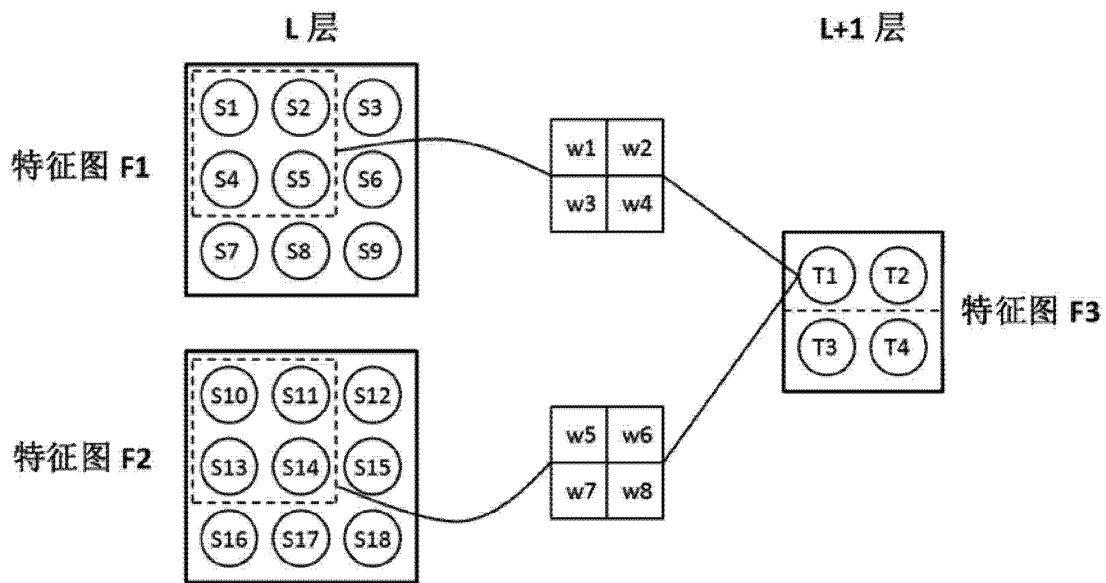 L 层
L+1 层
特征图 F1
S1 S2 S3
S4 S5 S6
S7 S8 S9
w1 w2
w3 w4
T1 T2
T3 T4
特征图 F3
特征图 F2
S10 S11 S12
S13 S14 S15
S16 S17 S18
w5 w6
w7 w8